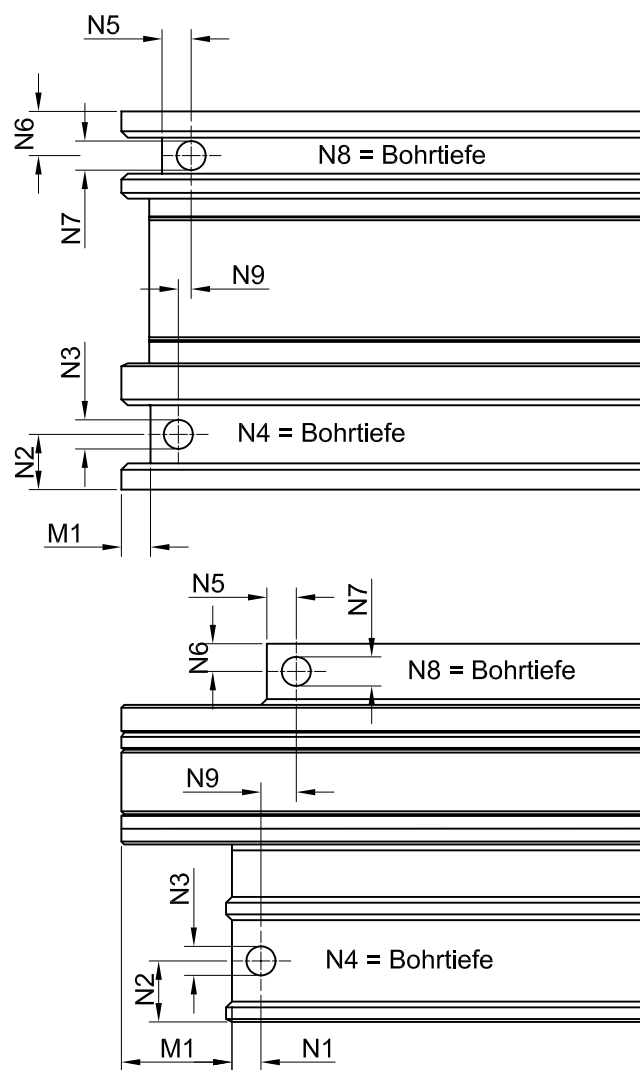 N5
N6
N8 = Bohrtiefe
N7
N9
N3
N4 = Bohrtiefe
N2
M1
N5
N7
N6
N8 = Bohrtiefe
N9
N3
N4 = Bohrtiefe
N2
M1
N1